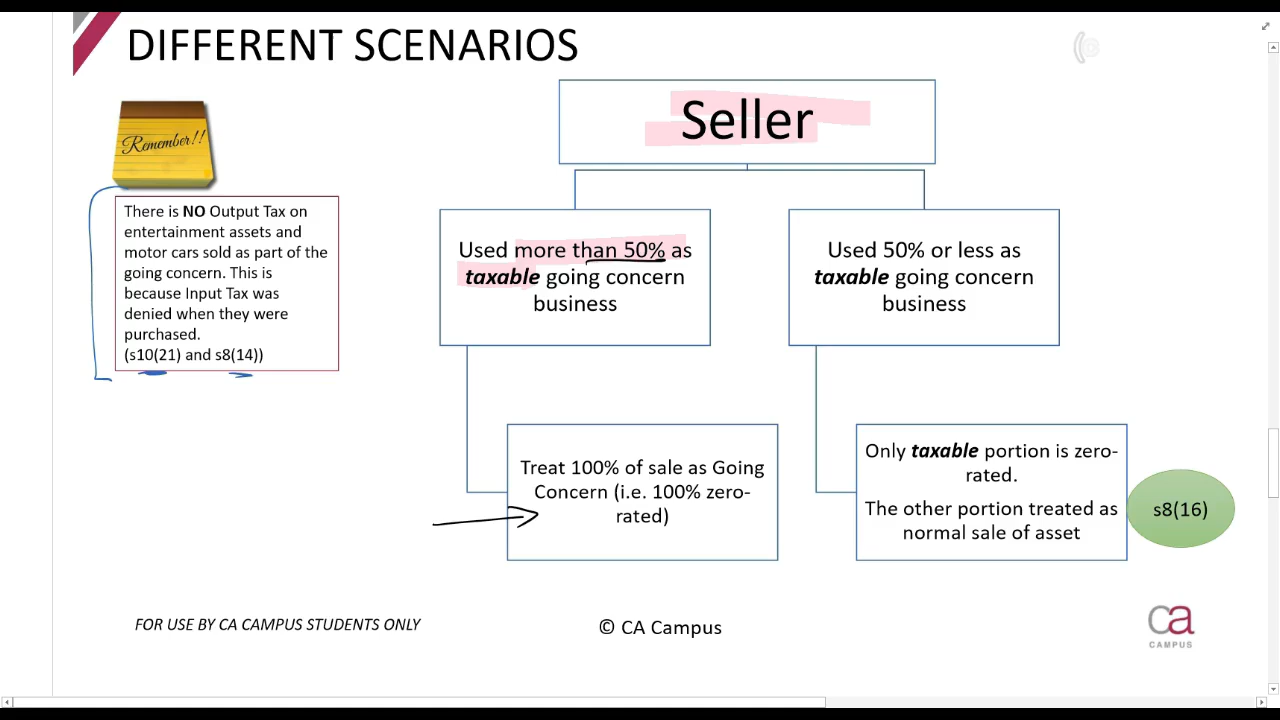 DIFFERENT SCENARIOS
Remember!!
There is NO Output Tax on
entertainment assets and
motor cars sold as part of the
going concern. This is
because Input Tax was
denied when they were
purchased.
(s10(21) and s8(14))
Seller
Used more than 50% as
taxable going concern
business
Used 50% or less as
taxable going concern
business
Treat 100% of sale as Going
Concern (i.e. 100% zero-
rated)
Only taxable portion is zero-
rated.
The other portion treated as
normal sale of asset
s8(16)
FOR USE BY CA CAMPUS STUDENTS ONLY
© CA Campus
ca
CAMPUS